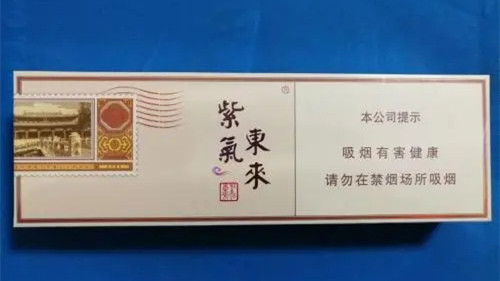 紫氣
東來
®
本公司提示
吸烟有害健康
请勿在禁烟场所吸烟